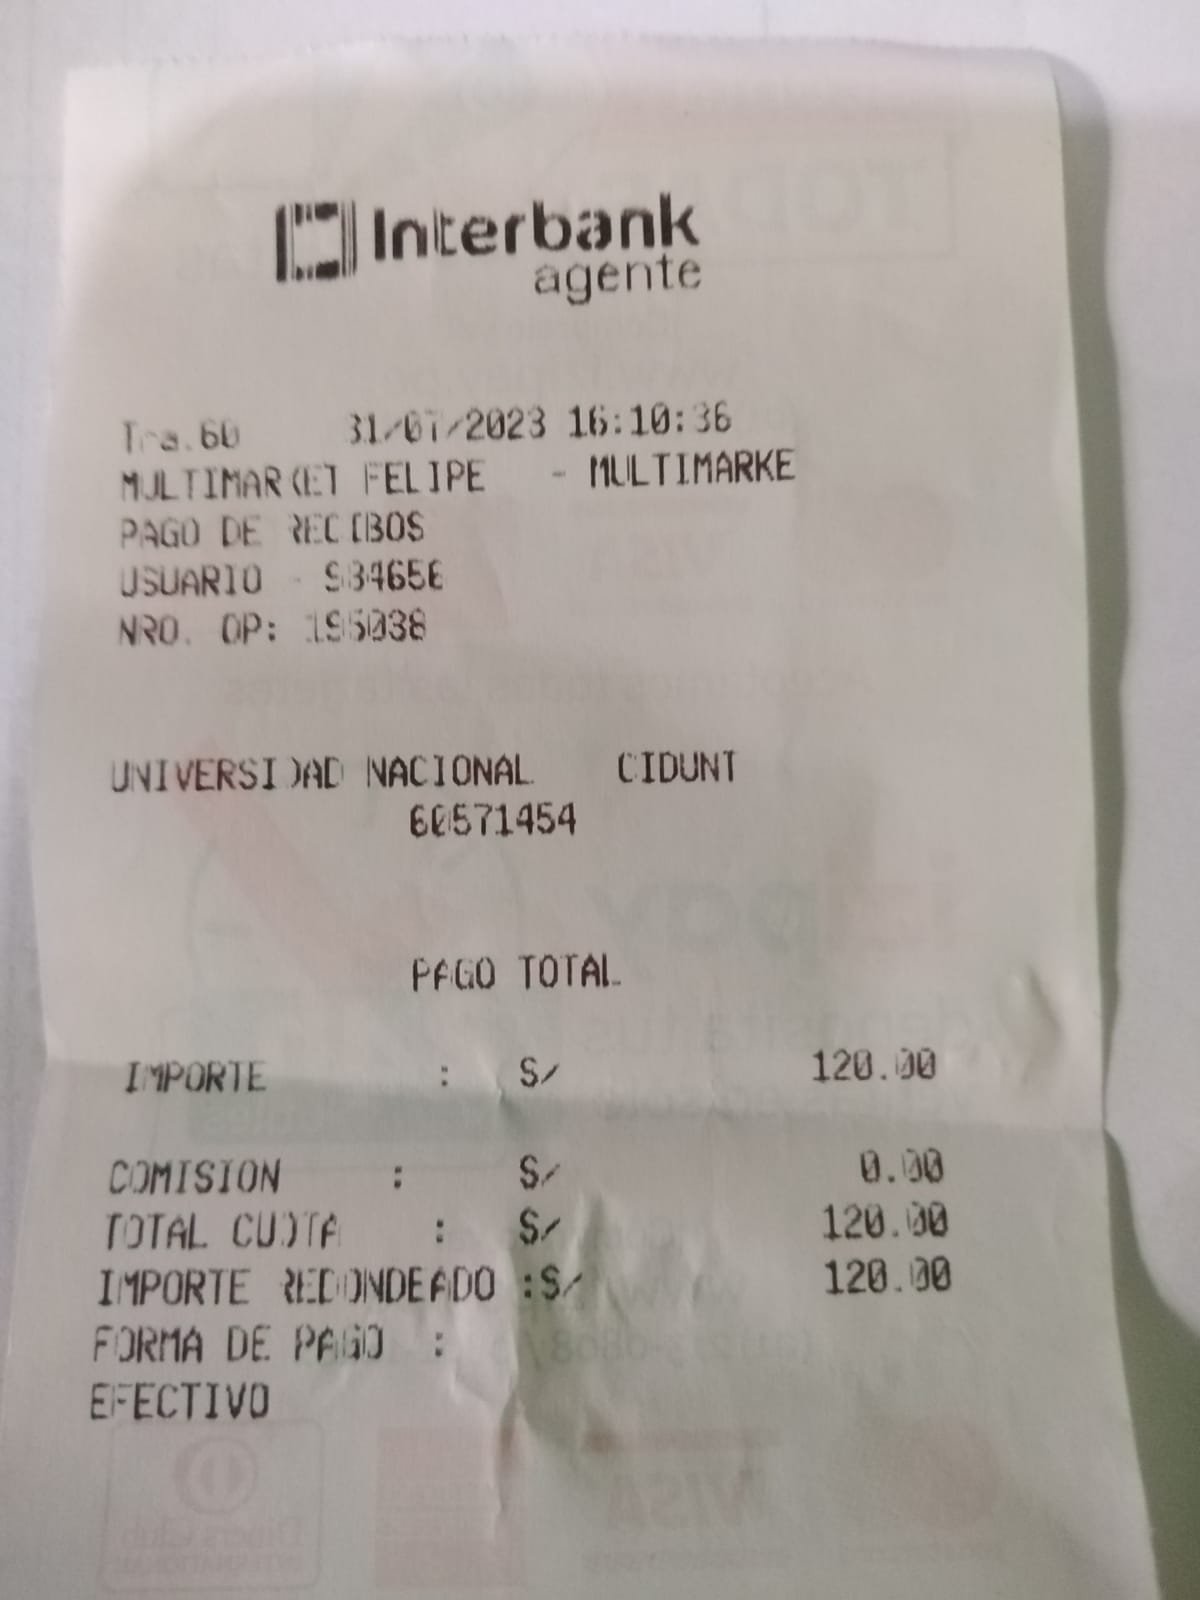 Interbank
agente
Tra.60 31/07/2023 16:10:36
MULTIMARKET FELIPE - MULTIMARKE
PAGO DE RECIBOS
USUARIO -
NRO. OP: 195038
UNIVERSIDAD NACIONAL CIDUNT
60571454
PAGO TOTAL
IMPORTE : S/ 120.00
COMISION : S/ 0.00
TOTAL CUOTA : S/ 120.00
IMPORTE REDONDEADO :S/ 120.00
FORMA DE PAGO :
EFECTIVO